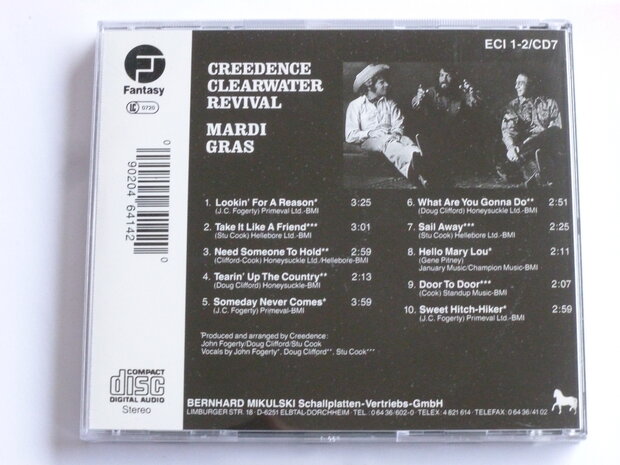 Fantasy
0720
90204 64142
COMPACT
disc
DIGITAL AUDIO
Stereo
ECI 1-2/CD7
CREEDENCE
CLEARWATER
REVIVAL
MARDI
GRAS
1. Lookin' For A Reason* 3:25
(J.C. Fogerty) Primeval Ltd.-BMI
2. Take It Like A Friend*** 3:01
(Stu Cook) Hellebore Ltd.-BMI
3. Need Someone To Hold** 2:59
(Clifford-Cook) Honeysuckle Ltd./Hellebore-BMI
4. Tearin' Up The Country** 2:13
(Doug Clifford) Honeysuckle-BMI
5. Someday Never Comes* 3:59
(J.C. Fogerty) Primeval-BMI
6. What Are You Gonna Do** 2:51
(Doug Clifford) Honeysuckle Ltd.-BMI
7. Sail Away*** 2:25
(Stu Cook) Hellebore Ltd.-BMI
8. Hello Mary Lou* 2:11
(Gene Pitney)
January Music/Champion Music-BMI
9. Door To Door*** 2:07
(Cook) Standup Music-BMI
10. Sweet Hitch-Hiker* 2:59
(J.C. Fogerty) Primeval Ltd.-BMI
Produced and arranged by Creedence:
John Fogerty/Doug Clifford/Stu Cook
Vocals by John Fogerty*, Doug Clifford**, Stu Cook***
BERNHARD MIKULSKI Schallplatten-Vertriebs-GmbH
LIMBURGER STR. 18 · D-6251 ELBTAL-DORCHHEIM · TEL.: 0 64 36/602-0 · TELEX: 4 821 614 · TELEFAX: 0 64 36/41 02